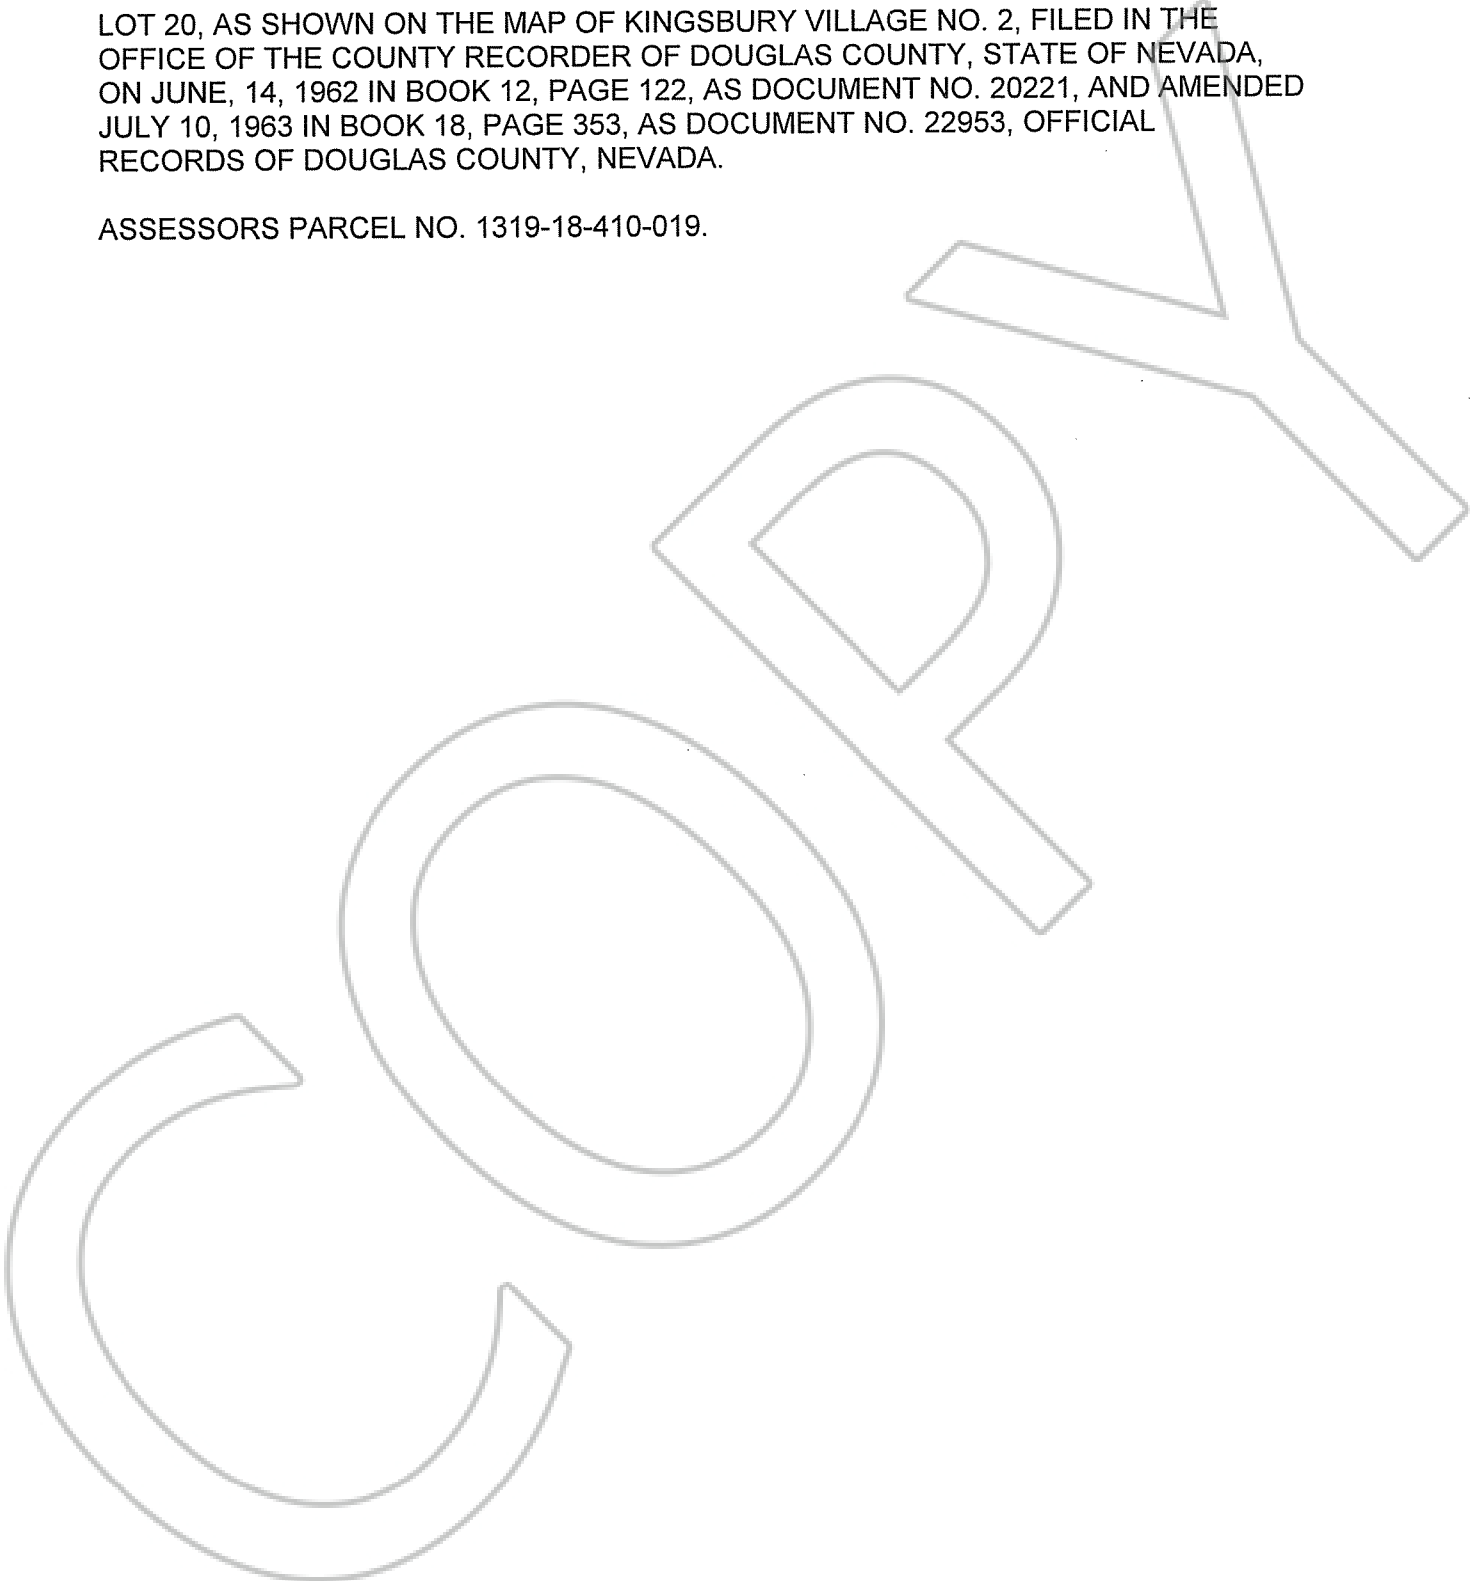 LOT 20, AS SHOWN ON THE MAP OF KINGSBURY VILLAGE NO. 2, FILED IN THE
OFFICE OF THE COUNTY RECORDER OF DOUGLAS COUNTY, STATE OF NEVADA,
ON JUNE, 14, 1962 IN BOOK 12, PAGE 122, AS DOCUMENT NO. 20221, AND AMENDED
JULY 10, 1963 IN BOOK 18, PAGE 353, AS DOCUMENT NO. 22953, OFFICIAL
RECORDS OF DOUGLAS COUNTY, NEVADA.
ASSESSORS PARCEL NO. 1319-18-410-019.
COPY